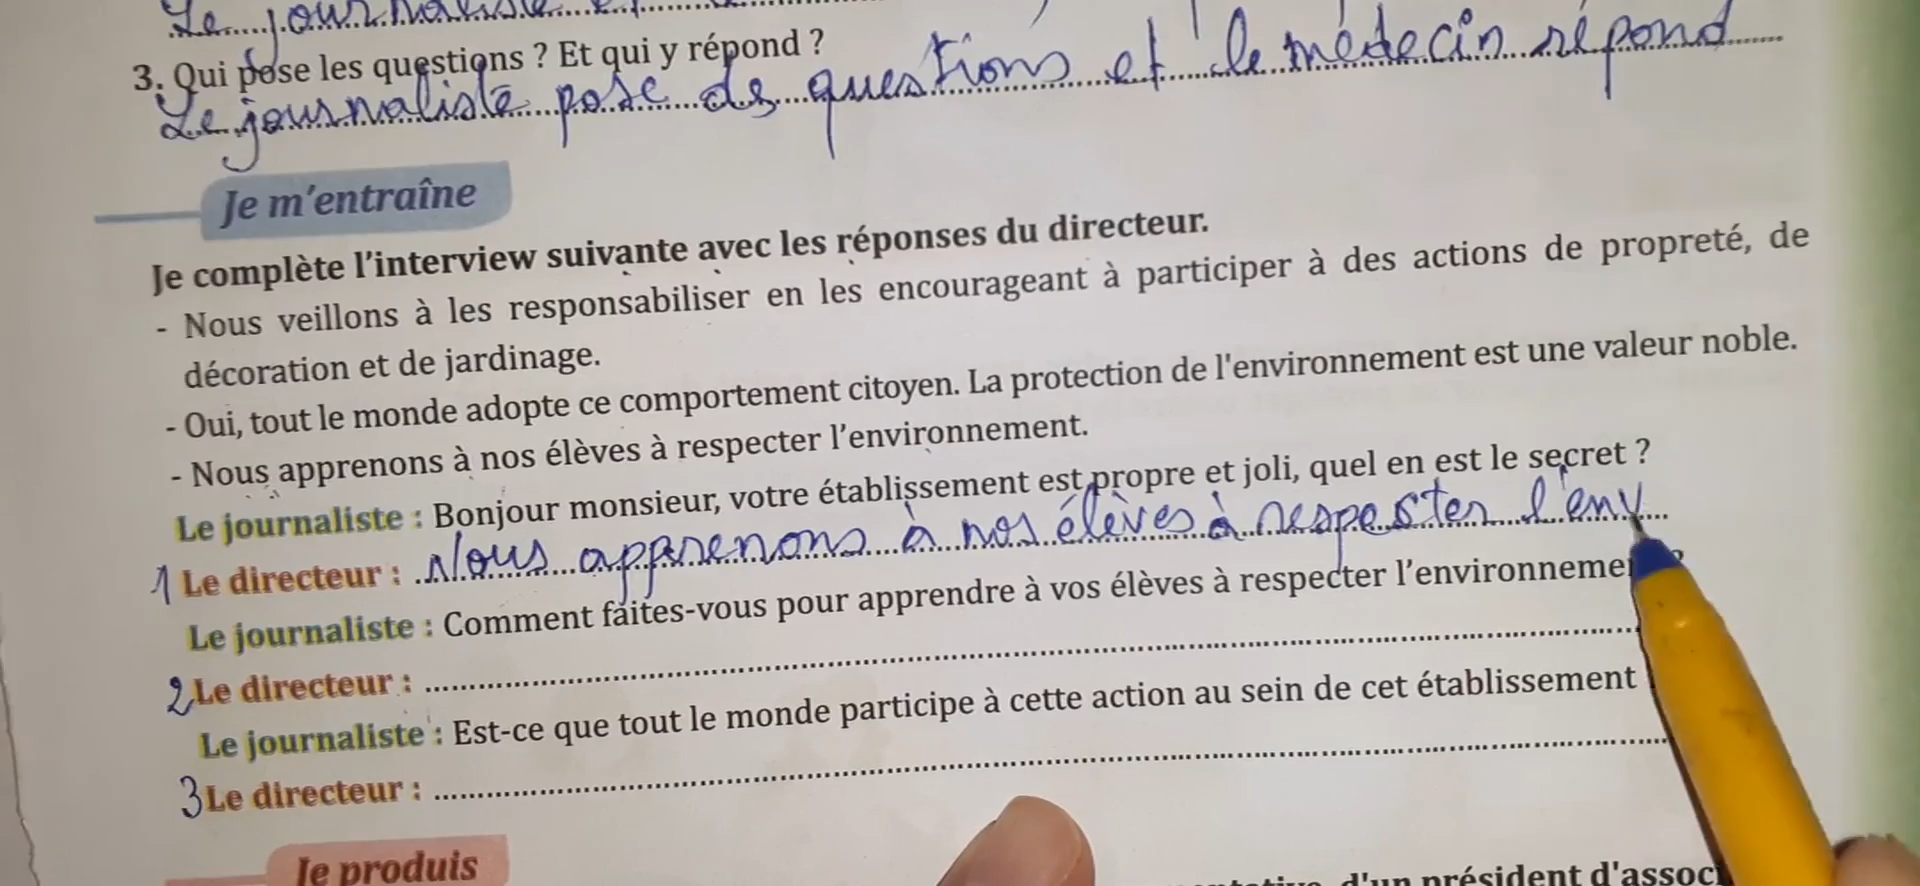 Le journaliste et
3. Qui pose les questions ? Et qui y répond ?
Le journaliste pose des questions et le médecin répond
Je m'entraîne
Je complète l'interview suivante avec les réponses du directeur.
- Nous veillons à les responsabiliser en les encourageant à participer à des actions de propreté, de
décoration et de jardinage.
- Oui, tout le monde adopte ce comportement citoyen. La protection de l'environnement est une valeur noble.
- Nous apprenons à nos élèves à respecter l'environnement.
Le journaliste : Bonjour monsieur, votre établissement est propre et joli, quel en est le secret ?
1 Le directeur : Nous apprenons à nos élèves à respecter l'env
Le journaliste : Comment faites-vous pour apprendre à vos élèves à respecter l'environneme ?
2 Le directeur :
Le journaliste : Est-ce que tout le monde participe à cette action au sein de cet établissement
3 Le directeur :
Je produis
d'un président d'assoc